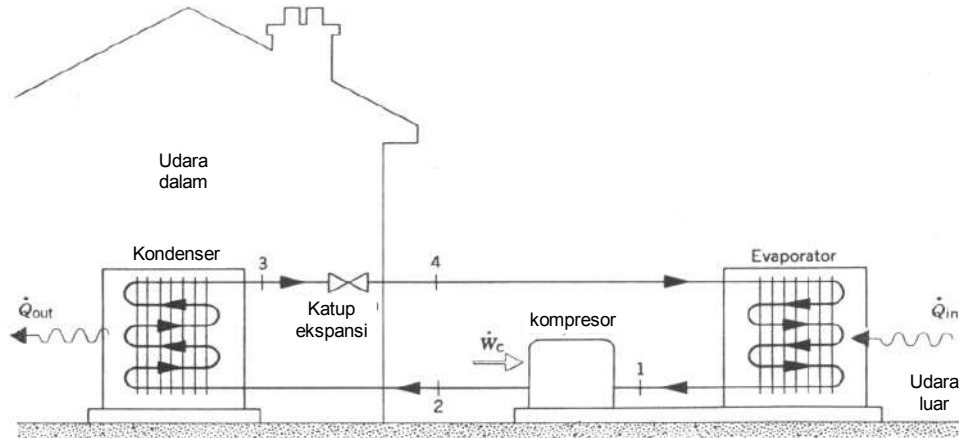 Udara
dalam
Kondenser
3
4
Evaporator
Q̇out
Katup
ekspansi
kompresor
Q̇in
Ẇc
1
2
Udara
luar